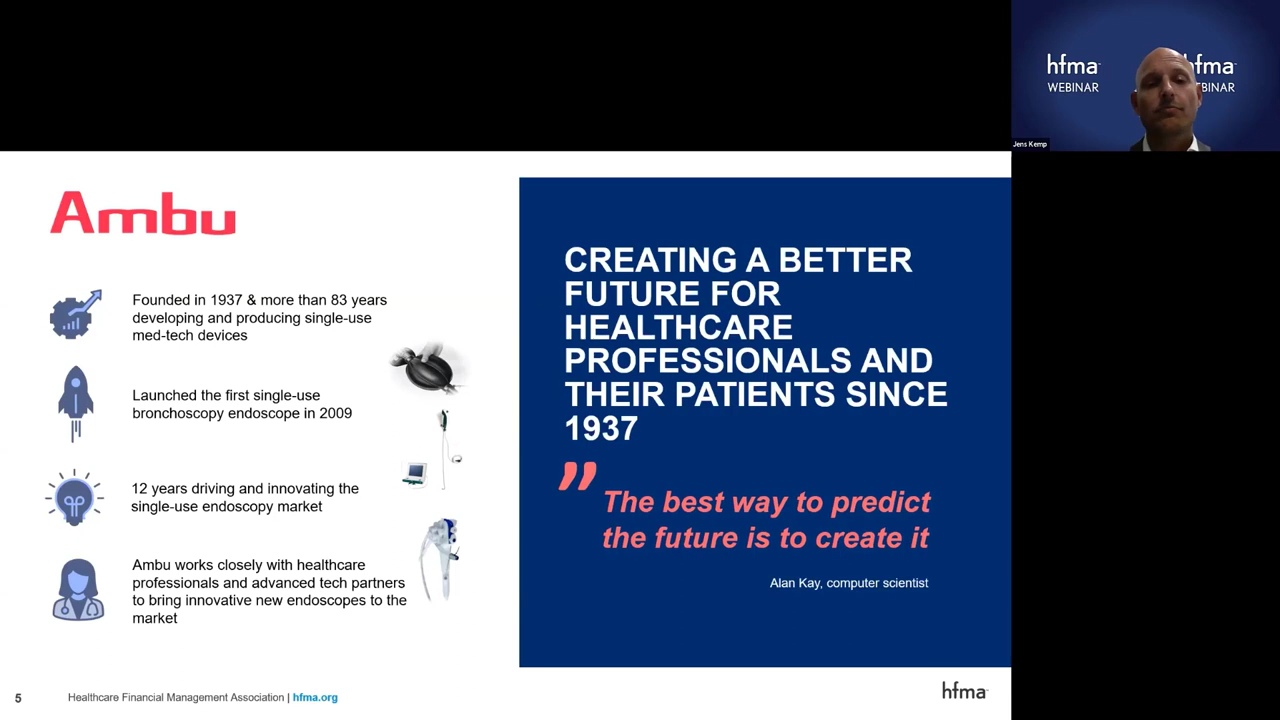 hfma
WEBINAR
hfma
BINAR
Jens Kemp
Ambu
Founded in 1937 & more than 83 years
developing and producing single-use
med-tech devices
Launched the first single-use
bronchoscopy endoscope in 2009
12 years driving and innovating the
single-use endoscopy market
Ambu works closely with healthcare
professionals and advanced tech partners
to bring innovative new endoscopes to the
market
CREATING A BETTER
FUTURE FOR
HEALTHCARE
PROFESSIONALS AND
THEIR PATIENTS SINCE
1937
” The best way to predict
the future is to create it
Alan Kay, computer scientist
5
Healthcare Financial Management Association | hfma.org
hfma